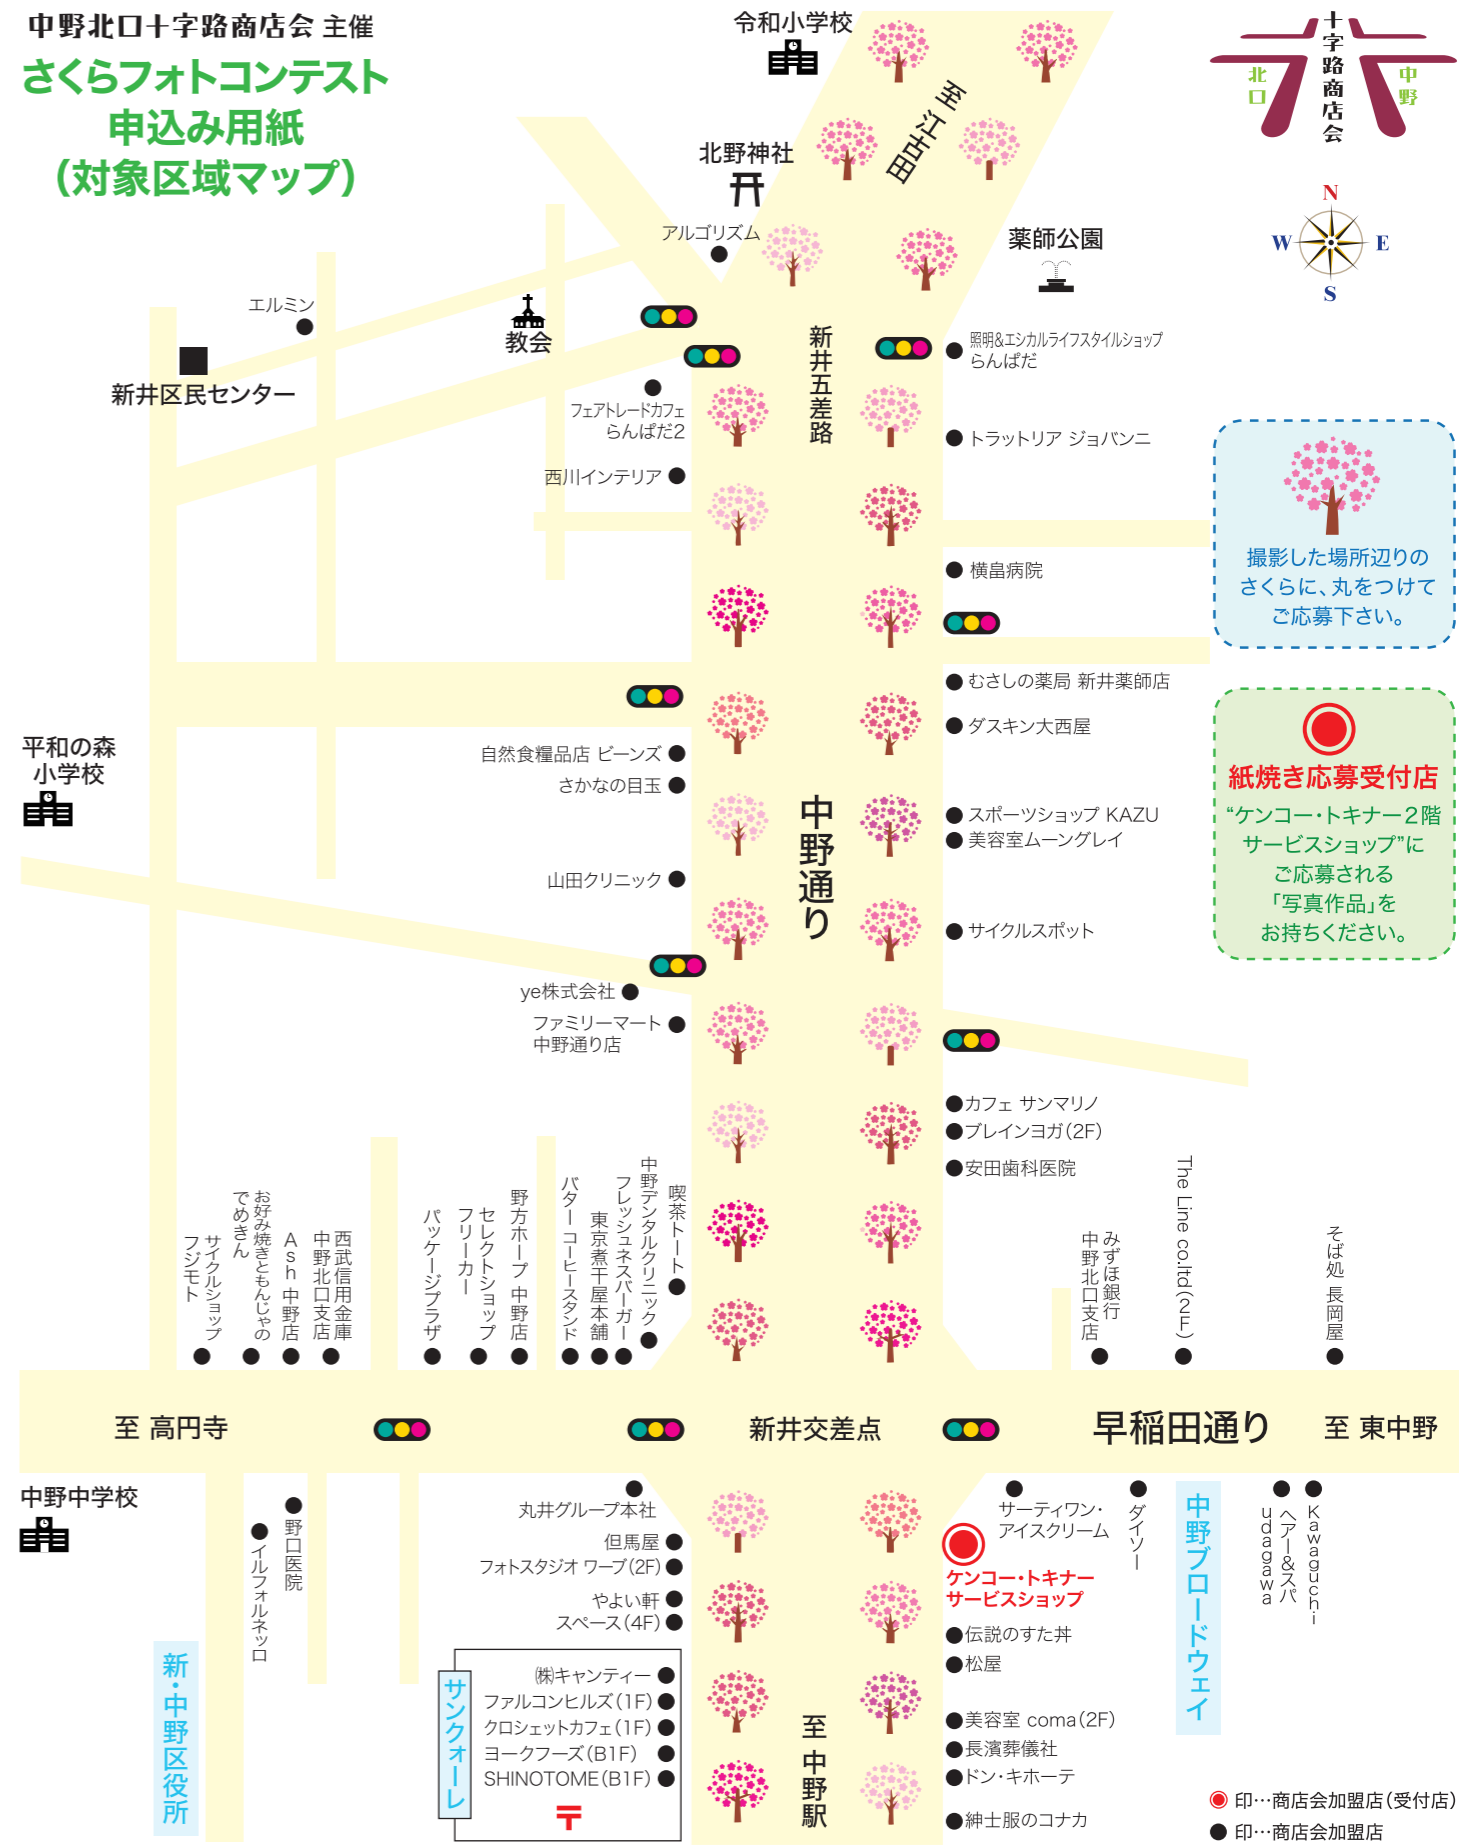 中野北口十字路商店会 主催
さくらフォトコンテスト
申込み用紙
(対象区域マップ)
令和小学校
至 江古田
北野神社
アルゴリズム
薬師公園
北口
十字路商店会
中野
N
W
E
S
エルミン
教会
新井区民センター
新井五差路
照明&エシカルライフスタイルショップ
らんぱだ
フェアトレードカフェ
らんぱだ2
トラットリア ジョバンニ
西川インテリア
横畠病院
撮影した場所辺りの
さくらに、丸をつけて
ご応募下さい。
むさしの薬局 新井薬師店
ダスキン大西屋
紙焼き応募受付店
“ケンコー・トキナー2階
サービスショップ”に
ご応募される
「写真作品」を
お持ちください。
平和の森
小学校
自然食糧品店 ビーンズ
さかなの目玉
中野通り
スポーツショップ KAZU
美容室ムーングレイ
山田クリニック
サイクルスポット
ye株式会社
ファミリーマート
中野通り店
カフェ サンマリノ
ブレインヨガ(2F)
安田歯科医院
サイクルショップ
フジモト
お好み焼きともんじゃの
でめきん
Ash 中野店
西武信用金庫
中野北口支店
パッケージプラザ
セレクトショップ
フリーカー
野方ホープ 中野店
バター コーヒースタンド
東京煮干屋本舗
フレッシュネスバーガー
中野デンタルクリニック
喫茶トート
みずほ銀行
中野北口支店
The Line co.ltd(2F)
そば処 長岡屋
至 高円寺
新井交差点
早稲田通り
至 東中野
中野中学校
イルフォルネッロ
野口医院
新・中野区役所
丸井グループ本社
但馬屋
フォトスタジオ ワーブ(2F)
やよい軒
スペース(4F)
サンクォーレ
㈱キャンティー
ファルコンヒルズ(1F)
クロシェットカフェ(1F)
ヨークフーズ(B1F)
SHINOTOME(B1F)
〒
至 中野駅
サーティワン・
アイスクリーム
ダイソー
中野ブロードウェイ
ヘアー&スパ
udagawa
Kawaguchi
ケンコー・トキナー
サービスショップ
伝説のすた丼
松屋
美容室 coma(2F)
長濱葬儀社
ドン・キホーテ
紳士服のコナカ
印…商店会加盟店(受付店)
印…商店会加盟店